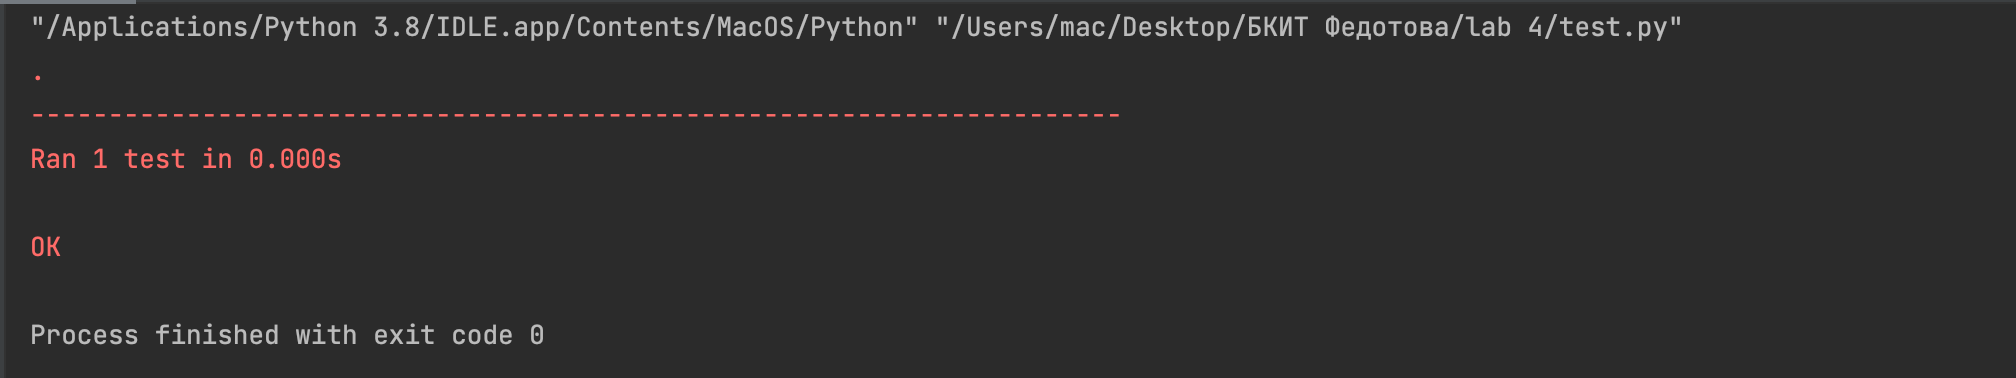 "/Applications/Python 3.8/IDLE.app/Contents/MacOS/Python" "/Users/mac/Desktop/БКИТ Федотова/lab 4/test.py"
.
----------------------------------------------------------------------
Ran 1 test in 0.000s
OK
Process finished with exit code 0